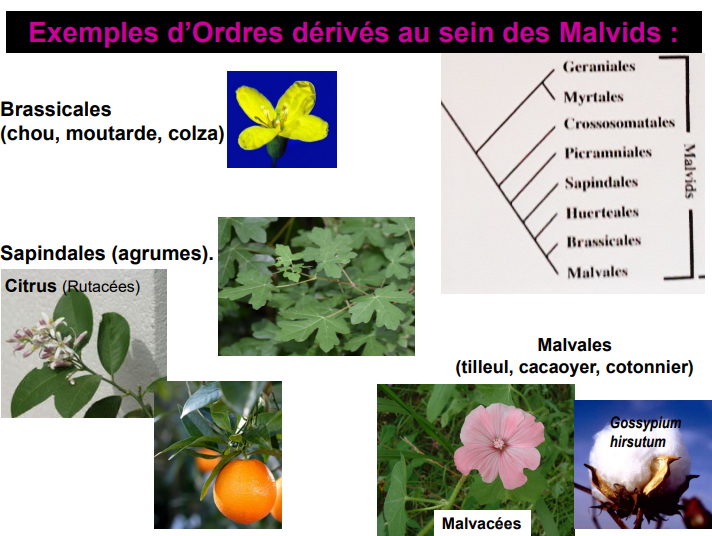 Exemples d’Ordres dérivés au sein des Malvids :
Brassicales
(chou, moutarde, colza)
Geraniales
Myrtales
Crossosomatales
Picramniales
Sapindales
Huerteales
Brassicales
Malvales
Malvids
Sapindales (agrumes).
Citrus (Rutacées)
Malvales
(tilleul, cacaoyer, cotonnier)
Gossypium
hirsutum
Malvacées